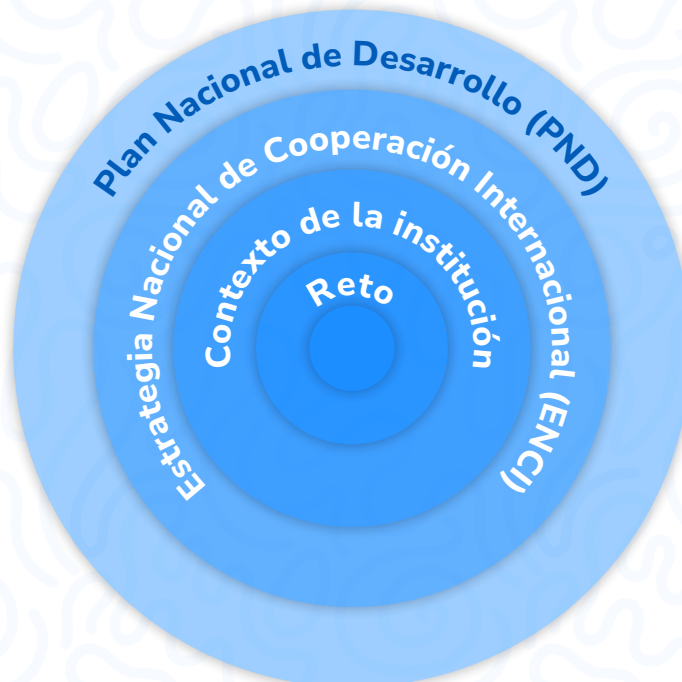 Plan Nacional de Desarrollo (PND)
Estrategia Nacional de Cooperación Internacional (ENCI)
Contexto de la institución
Reto